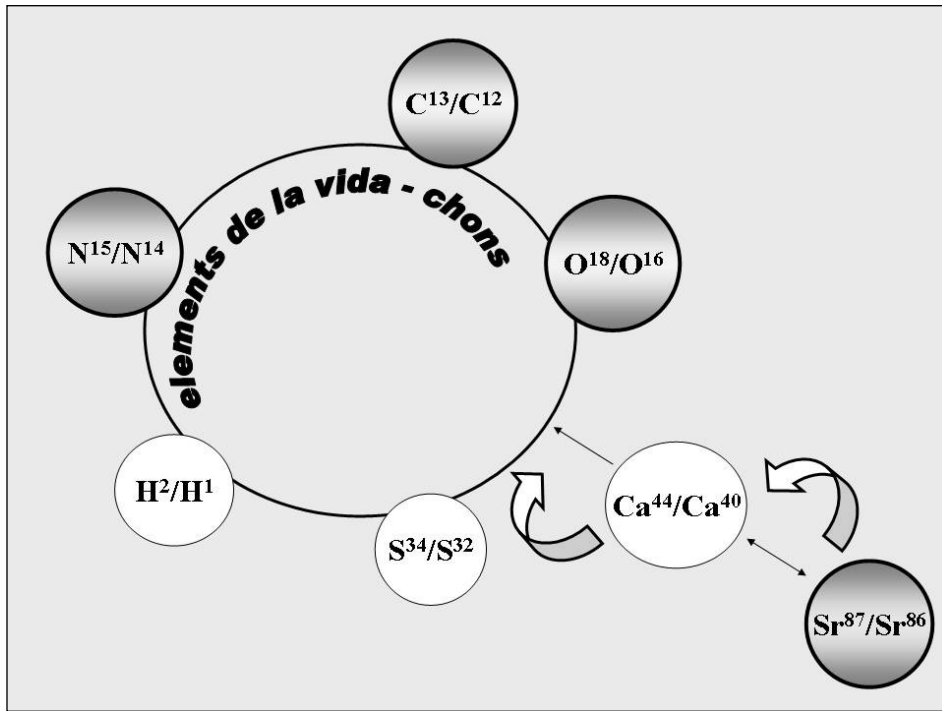 C¹³/C¹²
elements de la vida - chons
N¹⁵/N¹⁴
O¹⁸/O¹⁶
H²/H¹
Ca⁴⁴/Ca⁴⁰
S³⁴/S³²
Sr⁸⁷/Sr⁸⁶